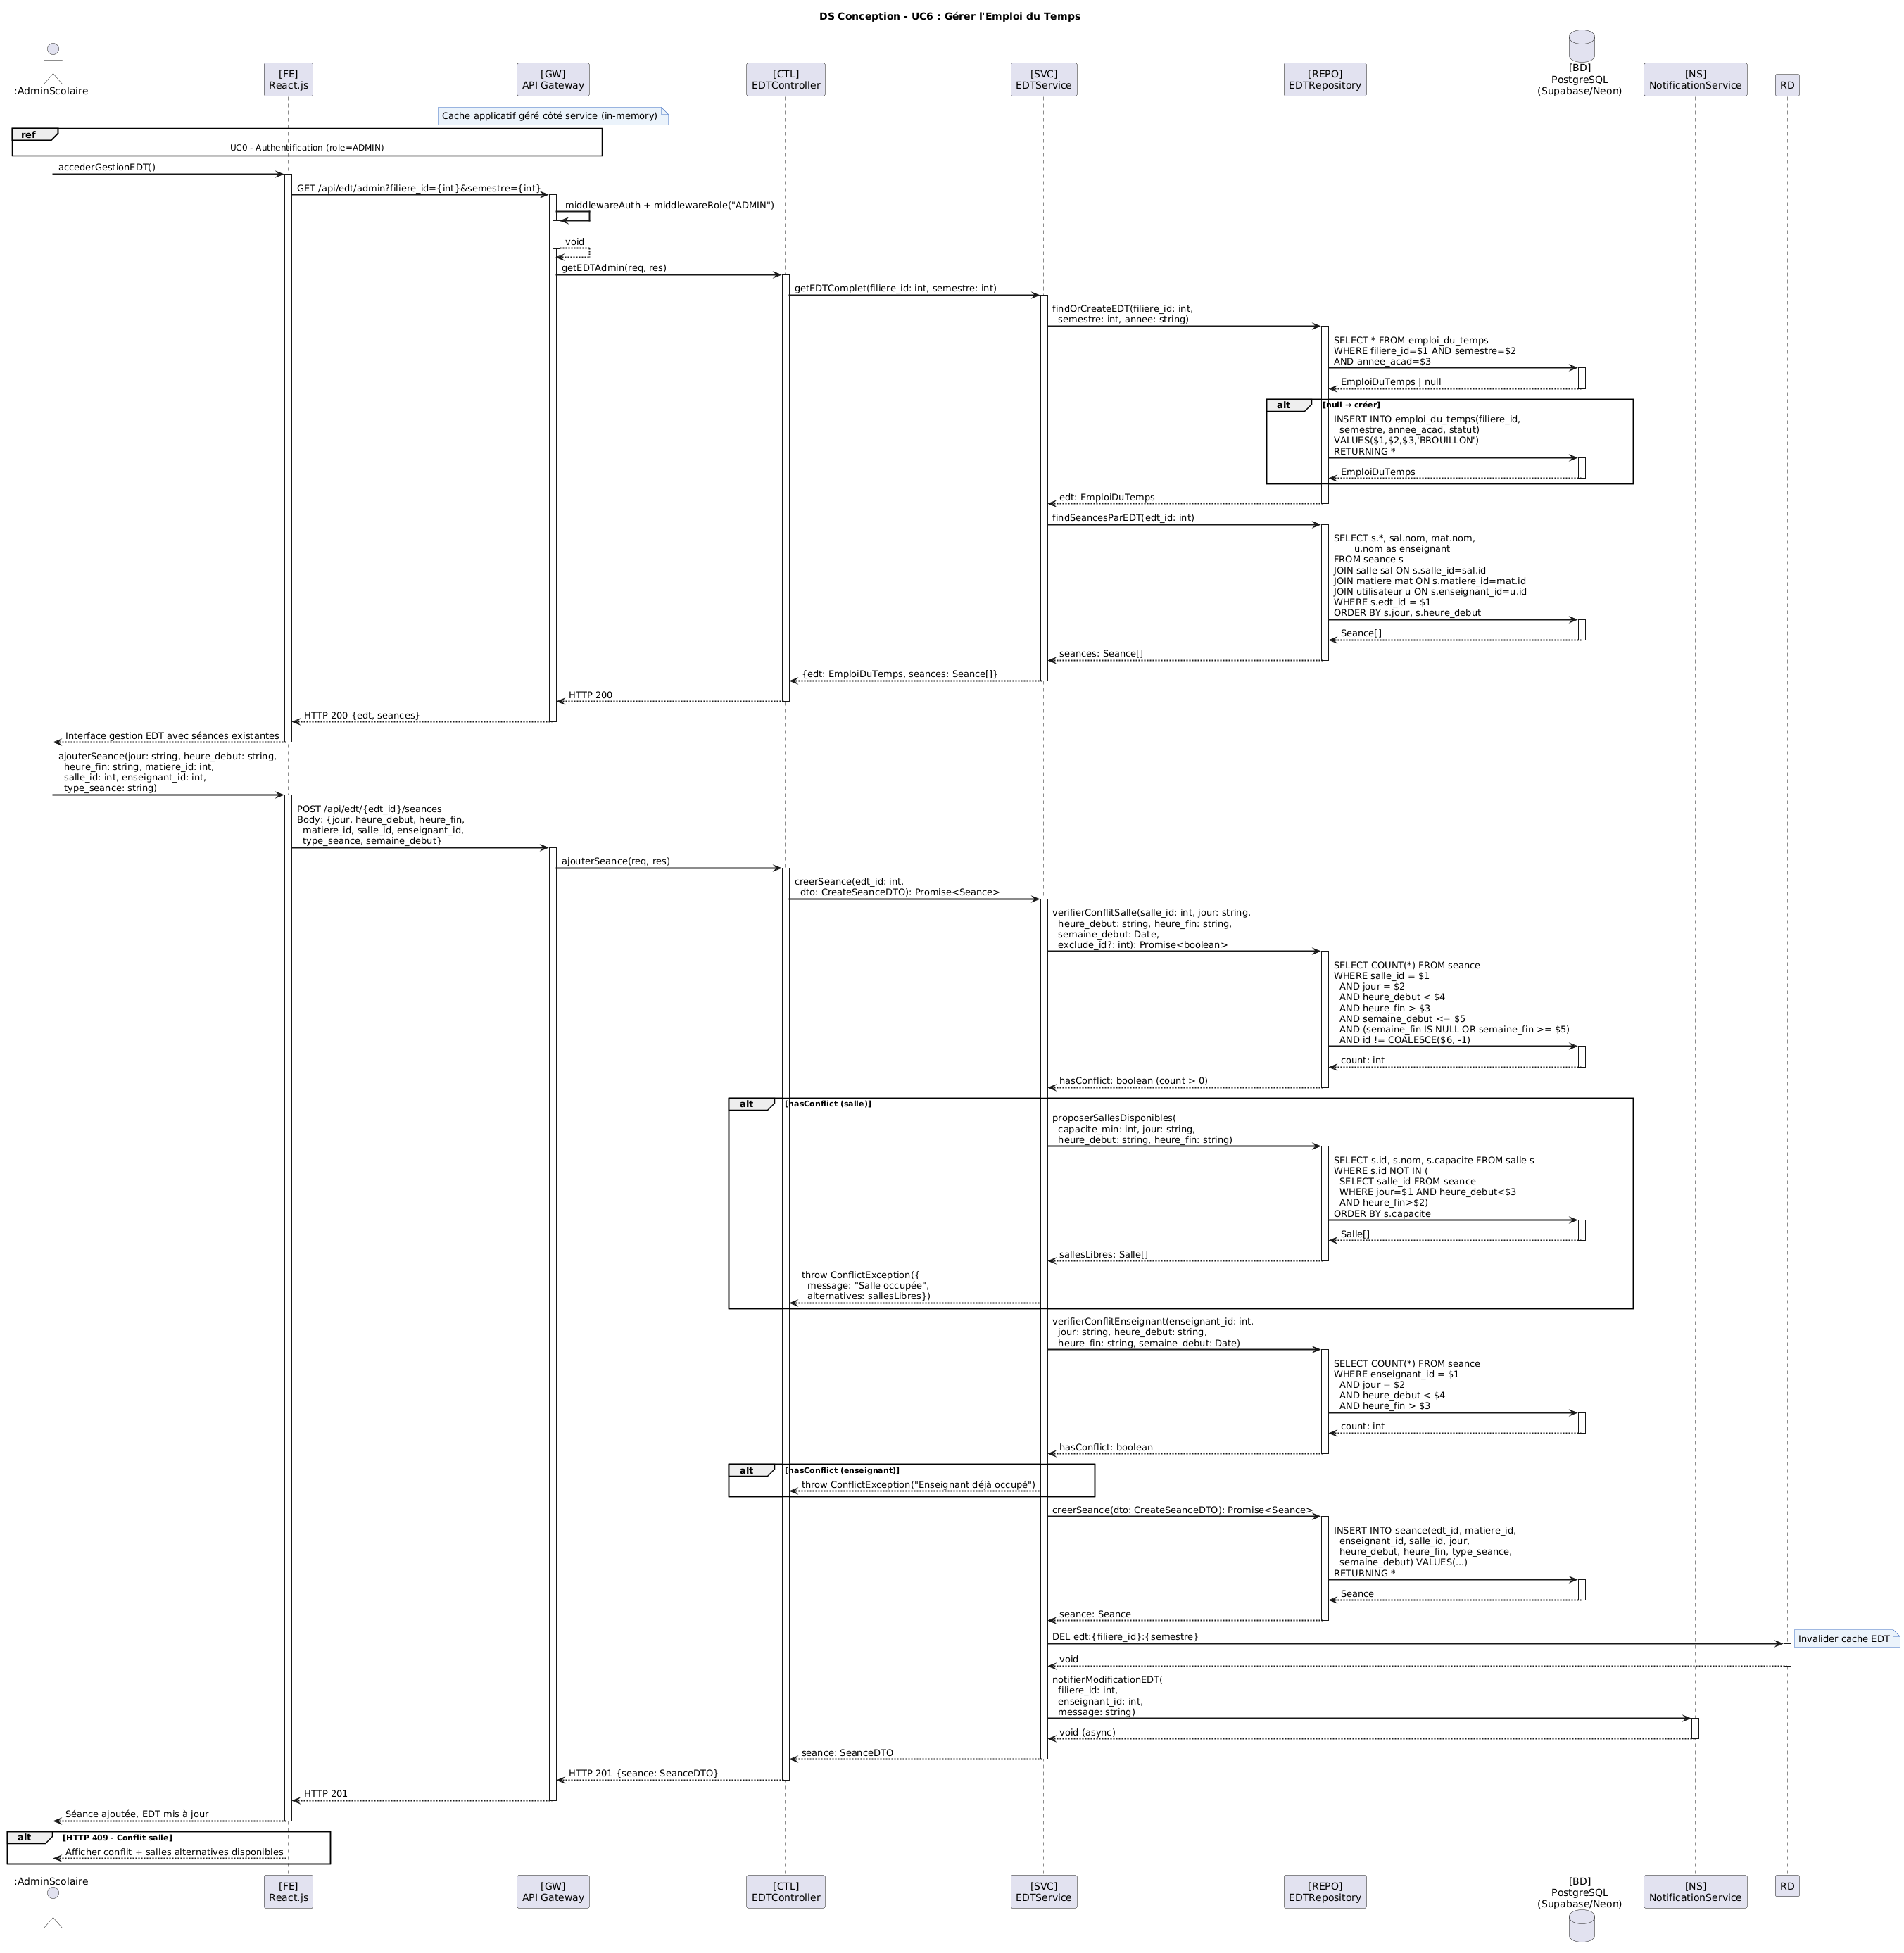 DS Conception - UC6 : Gérer l'Emploi du Temps
:AdminScolaire
[FE]
React.js
[GW]
API Gateway
[CTL]
EDTController
[SVC]
EDTService
[REPO]
EDTRepository
[BD]
PostgreSQL
(Supabase/Neon)
[NS]
NotificationService
RD
Cache applicatif géré côté service (in-memory)
ref
UC0 - Authentification (role=ADMIN)
accederGestionEDT()
GET /api/edt/admin?filiere_id={int}&semestre={int}
middlewareAuth + middlewareRole("ADMIN")
void
getEDTAdmin(req, res)
getEDTComplet(filiere_id: int, semestre: int)
findOrCreateEDT(filiere_id: int,
semestre: int, annee: string)
SELECT * FROM emploi_du_temps
WHERE filiere_id=$1 AND semestre=$2
AND annee_acad=$3
EmploiDuTemps | null
alt [null → créer]
INSERT INTO emploi_du_temps(filiere_id,
semestre, annee_acad, statut)
VALUES($1,$2,$3,'BROUILLON')
RETURNING *
EmploiDuTemps
edt: EmploiDuTemps
findSeancesParEDT(edt_id: int)
SELECT s.*, sal.nom, mat.nom,
u.nom as enseignant
FROM seance s
JOIN salle sal ON s.salle_id=sal.id
JOIN matiere mat ON s.matiere_id=mat.id
JOIN utilisateur u ON s.enseignant_id=u.id
WHERE s.edt_id = $1
ORDER BY s.jour, s.heure_debut
Seance[]
seances: Seance[]
{edt: EmploiDuTemps, seances: Seance[]}
HTTP 200
HTTP 200 {edt, seances}
Interface gestion EDT avec séances existantes
ajouterSeance(jour: string, heure_debut: string,
heure_fin: string, matiere_id: int,
salle_id: int, enseignant_id: int,
type_seance: string)
POST /api/edt/{edt_id}/seances
Body: {jour, heure_debut, heure_fin,
matiere_id, salle_id, enseignant_id,
type_seance, semaine_debut}
ajouterSeance(req, res)
creerSeance(edt_id: int,
dto: CreateSeanceDTO): Promise<Seance>
verifierConflitSalle(salle_id: int, jour: string,
heure_debut: string, heure_fin: string,
semaine_debut: Date,
exclude_id?: int): Promise<boolean>
SELECT COUNT(*) FROM seance
WHERE salle_id = $1
AND jour = $2
AND heure_debut < $4
AND heure_fin > $3
AND semaine_debut <= $5
AND (semaine_fin IS NULL OR semaine_fin >= $5)
AND id != COALESCE($6, -1)
count: int
hasConflict: boolean (count > 0)
alt [hasConflict (salle)]
proposerSallesDisponibles(
capacite_min: int, jour: string,
heure_debut: string, heure_fin: string)
SELECT s.id, s.nom, s.capacite FROM salle s
WHERE s.id NOT IN (
SELECT salle_id FROM seance
WHERE jour=$1 AND heure_debut<$3
AND heure_fin>$2)
ORDER BY s.capacite
Salle[]
sallesLibres: Salle[]
throw ConflictException({
message: "Salle occupée",
alternatives: sallesLibres})
verifierConflitEnseignant(enseignant_id: int,
jour: string, heure_debut: string,
heure_fin: string, semaine_debut: Date)
SELECT COUNT(*) FROM seance
WHERE enseignant_id = $1
AND jour = $2
AND heure_debut < $4
AND heure_fin > $3
count: int
hasConflict: boolean
alt [hasConflict (enseignant)]
throw ConflictException("Enseignant déjà occupé")
creerSeance(dto: CreateSeanceDTO): Promise<Seance>
INSERT INTO seance(edt_id, matiere_id,
enseignant_id, salle_id, jour,
heure_debut, heure_fin, type_seance,
semaine_debut) VALUES(...)
RETURNING *
Seance
seance: Seance
DEL edt:{filiere_id}:{semestre}
Invalider cache EDT
void
notifierModificationEDT(
filiere_id: int,
enseignant_id: int,
message: string)
void (async)
seance: SeanceDTO
HTTP 201 {seance: SeanceDTO}
HTTP 201
Séance ajoutée, EDT mis à jour
alt [HTTP 409 - Conflit salle]
Afficher conflit + salles alternatives disponibles
:AdminScolaire
[FE]
React.js
[GW]
API Gateway
[CTL]
EDTController
[SVC]
EDTService
[REPO]
EDTRepository
[BD]
PostgreSQL
(Supabase/Neon)
[NS]
NotificationService
RD